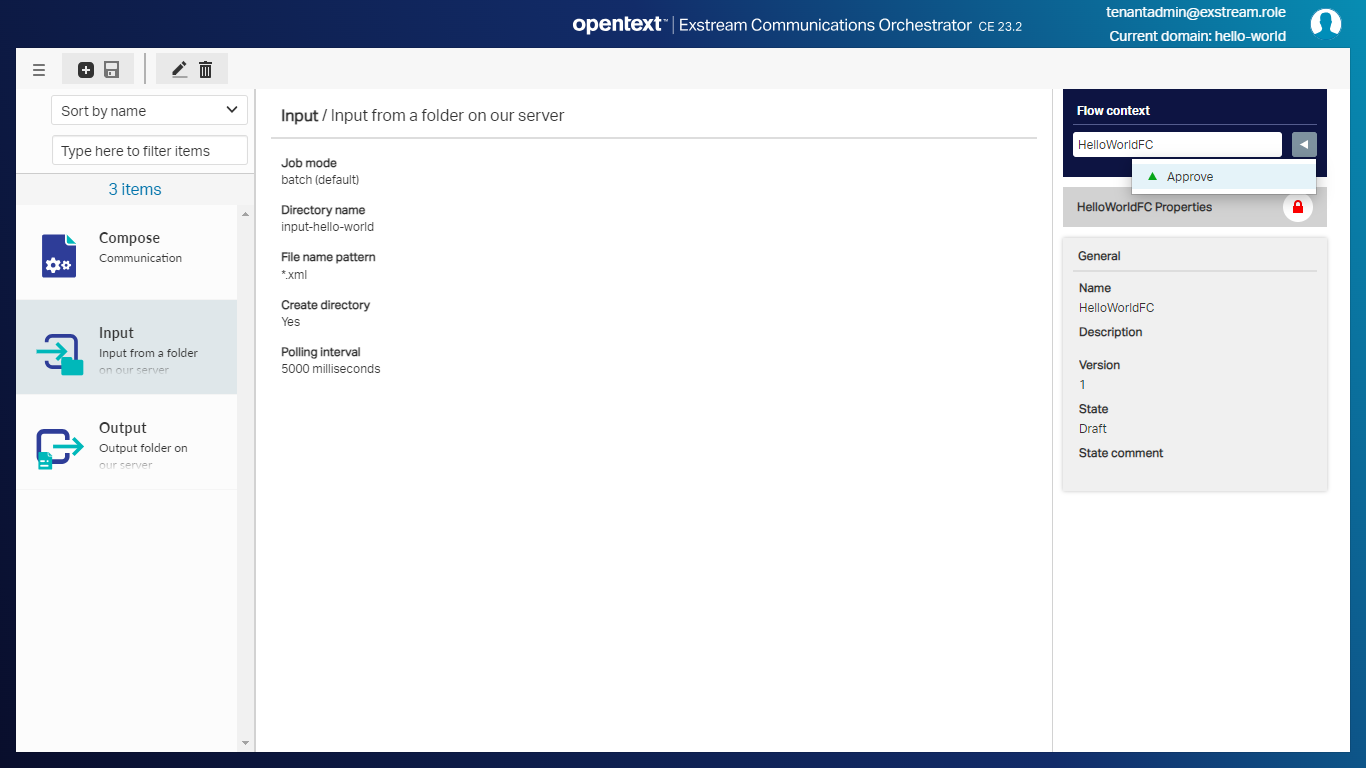 opentext™ | Exstream Communications Orchestrator CE 23.2
tenantadmin@exstream.role
Current domain: hello-world
Sort by name
Type here to filter items
3 items
Compose
Communication
Input
Input from a folder
on our server
Output
Output folder on
our server
Input / Input from a folder on our server
Job mode
batch (default)
Directory name
input-hello-world
File name pattern
*.xml
Create directory
Yes
Polling interval
5000 milliseconds
Flow context
HelloWorldFC
Approve
HelloWorldFC Properties
General
Name
HelloWorldFC
Description
Version
1
State
Draft
State comment